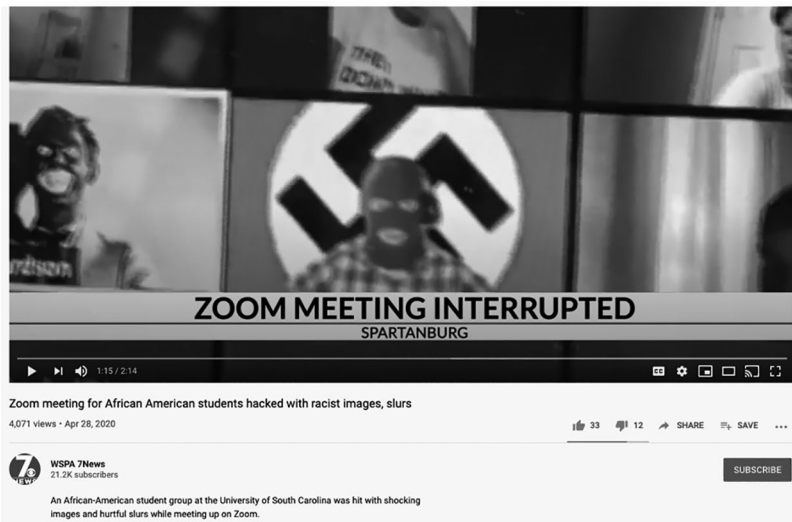 ZOOM MEETING INTERRUPTED
SPARTANBURG
1:15 / 2:14
CC
Zoom meeting for African American students hacked with racist images, slurs
4,071 views • Apr 28, 2020
33 12 SHARE SAVE
7
NEWS
WSPA 7News
21.2K subscribers
SUBSCRIBE
An African-American student group at the University of South Carolina was hit with shocking
images and hurtful slurs while meeting up on Zoom.